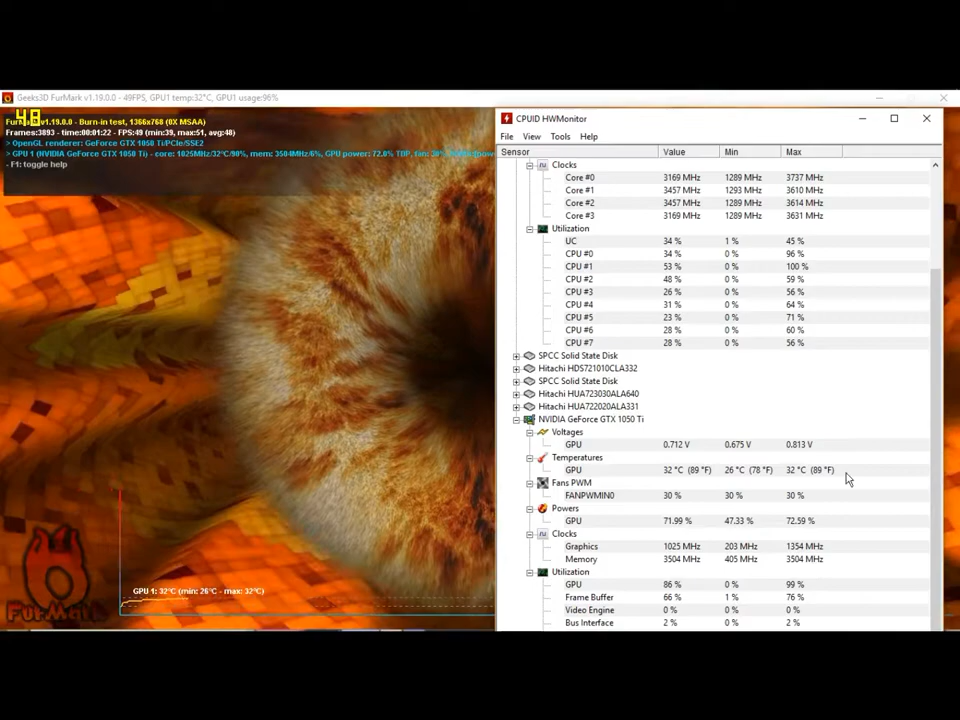 Geeks3D FurMark v1.19.0.0 - 49FPS, GPU1 temp:32°C, GPU1 usage:96%
48
v1.19.0.0 - Burn-in test, 1366x768 (0X MSAA)
Frames:3893 - time:00:01:22 - FPS:49 (min:39, max:51, avg:48)
> OpenGL renderer: GeForce GTX 1050 Ti/PCIe/SSE2
> GPU 1 (NVIDIA GeForce GTX 1050 Ti) - core: 1025MHz/32°C/90%, mem: 3504MHz/6%, GPU power: 72.0% TDP, fan: 30%
- F1: toggle help
CPUID HWMonitor
File View Tools Help
Sensor Value Min Max
Clocks
Core #0 3169 MHz 1289 MHz 3737 MHz
Core #1 3457 MHz 1293 MHz 3610 MHz
Core #2 3457 MHz 1289 MHz 3614 MHz
Core #3 3169 MHz 1289 MHz 3631 MHz
Utilization
UC 34 % 1 % 45 %
CPU #0 34 % 0 % 96 %
CPU #1 53 % 0 % 100 %
CPU #2 48 % 0 % 59 %
CPU #3 26 % 0 % 56 %
CPU #4 31 % 0 % 64 %
CPU #5 23 % 0 % 71 %
CPU #6 28 % 0 % 60 %
CPU #7 28 % 0 % 56 %
SPCC Solid State Disk
Hitachi HDS721010CLA332
SPCC Solid State Disk
Hitachi HUA723030ALA640
Hitachi HUA722020ALA331
NVIDIA GeForce GTX 1050 Ti
Voltages
GPU 0.712 V 0.675 V 0.813 V
Temperatures
GPU 32 °C (89 °F) 26 °C (78 °F) 32 °C (89 °F)
Fans PWM
FANPWMIN0 30 % 30 % 30 %
Powers
GPU 71.99 % 47.33 % 72.59 %
Clocks
Graphics 1025 MHz 203 MHz 1354 MHz
Memory 3504 MHz 405 MHz 3504 MHz
Utilization
GPU 86 % 0 % 99 %
Frame Buffer 66 % 1 % 76 %
Video Engine 0 % 0 % 0 %
Bus Interface 2 % 0 % 2 %
GPU 1: 32°C (min: 26°C - max: 32°C)
FurMark